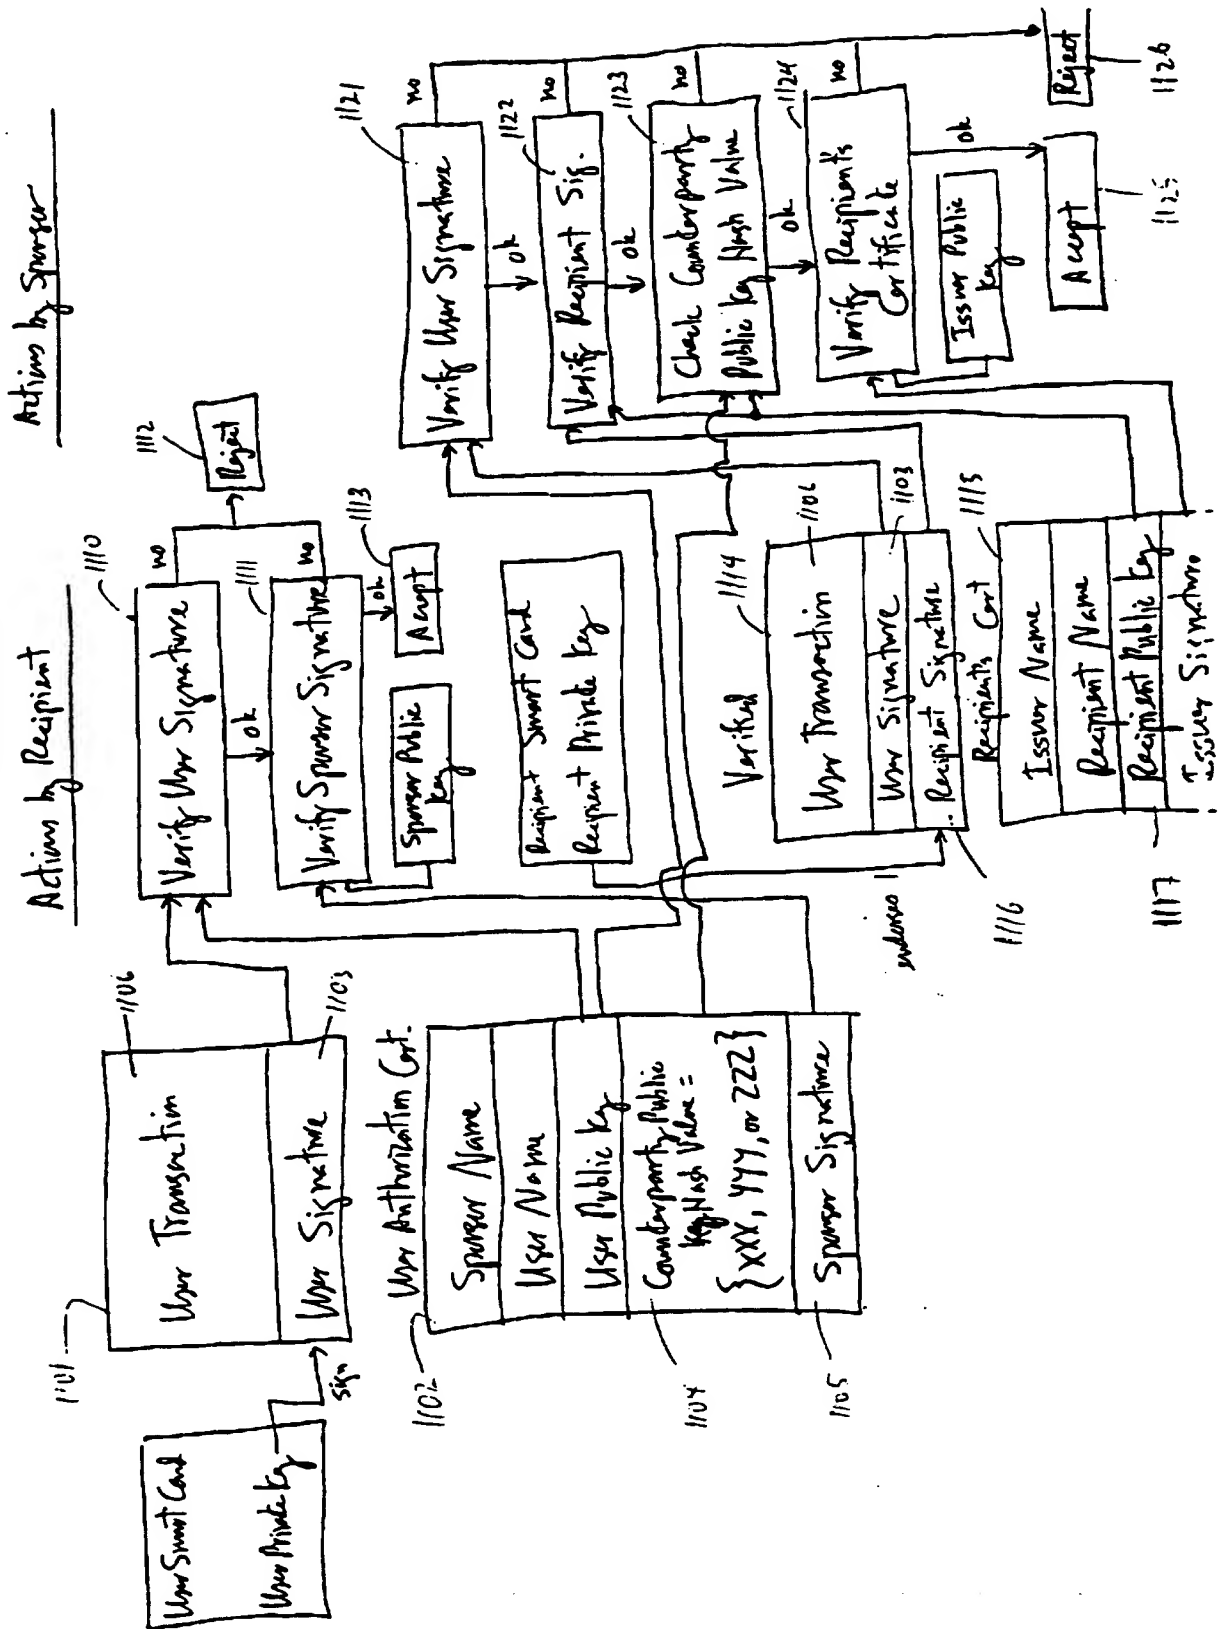 Actions by Recipient
Actions by Sponsor
User Smart Card
User Private Key
sign
1101
User Transaction
1106
User Signature
1103
User Authorization Cert.
1102
Sponsor Name
User Name
User Public Key
Counterparty Public
Key Hash Value =
{XXX, YYY, or ZZZ}
1104
Sponsor Signature
1105
1110
Verify User Signature
no
ok
1111
Verify Sponsor Signature
no
ok
1112
Reject
1113
Accept
Sponsor Public
Key
Recipient Smart Card
Recipient Private Key
endorses
Verified
1114
User Transaction
1106
User Signature
1103
Recipient Signature
1116
Recipient's Cert
1115
Issuer Name
Recipient Name
Recipient Public Key
1117
Issuer Signature
1121
Verify User Signature
no
ok
1122
Verify Recipient Sig.
no
ok
1123
Check Counterparty
Public Key Hash Value
no
ok
1124
Verify Recipient's
Certificate
no
ok
Issuer Public
Key
Accept
1125
Reject
1126